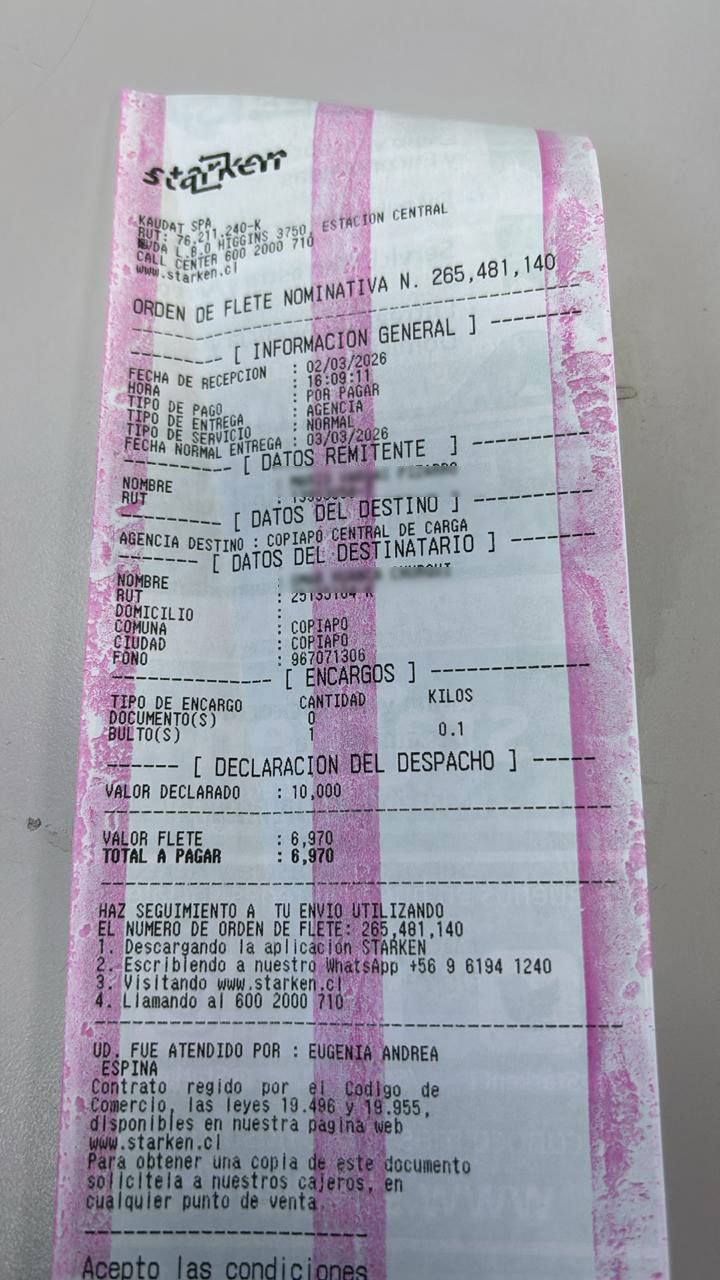 starken
KAUDAT SPA
RUT: 76.211.240-K
AVDA L.B.O HIGGINS 3750, ESTACION CENTRAL
CALL CENTER 600 2000 710
www.starken.cl
ORDEN DE FLETE NOMINATIVA N. 265,481,140
[ INFORMACION GENERAL ]
FECHA DE RECEPCION : 02/03/2026
HORA : 16:09:11
TIPO DE PAGO : POR PAGAR
TIPO DE ENTREGA : AGENCIA
TIPO DE SERVICIO : NORMAL
FECHA NORMAL ENTREGA : 03/03/2026
[ DATOS REMITENTE ]
NOMBRE :
RUT :
[ DATOS DEL DESTINO ]
AGENCIA DESTINO : COPIAPO CENTRAL DE CARGA
[ DATOS DEL DESTINATARIO ]
NOMBRE :
RUT :
DOMICILIO :
COMUNA : COPIAPO
CIUDAD : COPIAPO
FONO : 967071306
[ ENCARGOS ]
TIPO DE ENCARGO CANTIDAD KILOS
DOCUMENTO(S) 0
BULTO(S) 1 0.1
[ DECLARACION DEL DESPACHO ]
VALOR DECLARADO : 10,000
VALOR FLETE : 6,970
TOTAL A PAGAR : 6,970
HAZ SEGUIMIENTO A TU ENVIO UTILIZANDO
EL NUMERO DE ORDEN DE FLETE: 265,481,140
1. Descargando la aplicación STARKEN
2. Escribiendo a nuestro WhatsApp +56 9 6194 1240
3. Visitando www.starken.cl
4. Llamando al 600 2000 710
UD. FUE ATENDIDO POR : EUGENIA ANDREA
ESPINA
Contrato regido por el Codigo de
Comercio, las leyes 19.496 y 19.955,
disponibles en nuestra pagina web
www.starken.cl
Para obtener una copia de este documento
solicitela a nuestros cajeros, en
cualquier punto de venta.
Acepto las condiciones